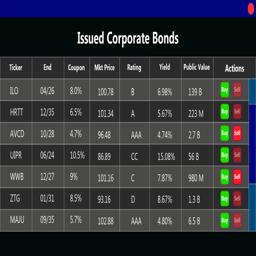 Issued Corporate Bonds
Ticker End Coupon Mkt Price Rating Yield Public Value Actions
ILO 04/26 8.0% 100.78 B 6.98% 139 B Buy Sell
HRTT 12/35 6.5% 101.34 A 5.67% 223 M Buy Sell
AVCD 10/28 4.7% 96.48 AAA 4.74% 2.7 B Buy Sell
UIPR 06/24 10.5% 86.89 CC 15.08% 56 B Buy Sell
WWB 12/27 9% 101.16 C 7.87% 980 M Buy Sell
ZTG 01/31 8.5% 93.16 D 8.67% 1.3 B Buy Sell
MAJU 09/35 5.7% 102.88 AAA 4.80% 6.5 B Buy Sell